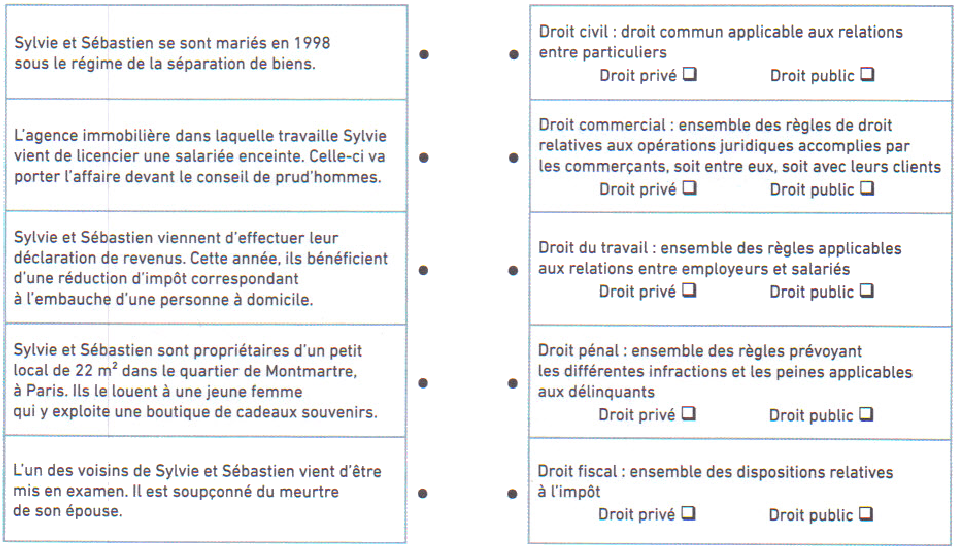 Sylvie et Sébastien se sont mariés en 1998
sous le régime de la séparation de biens.
L'agence immobilière dans laquelle travaille Sylvie
vient de licencier une salariée enceinte. Celle-ci va
porter l'affaire devant le conseil de prud'hommes.
Sylvie et Sébastien viennent d'effectuer leur
déclaration de revenus. Cette année, ils bénéficient
d'une réduction d'impôt correspondant
à l'embauche d'une personne à domicile.
Sylvie et Sébastien sont propriétaires d'un petit
local de 22 m² dans le quartier de Montmartre,
à Paris. Ils le louent à une jeune femme
qui y exploite une boutique de cadeaux souvenirs.
L'un des voisins de Sylvie et Sébastien vient d'être
mis en examen. Il est soupçonné du meurtre
de son épouse.
Droit civil : droit commun applicable aux relations
entre particuliers
Droit privé ❑ Droit public ❑
Droit commercial : ensemble des règles de droit
relatives aux opérations juridiques accomplies par
les commerçants, soit entre eux, soit avec leurs clients
Droit privé ❑ Droit public ❑
Droit du travail : ensemble des règles applicables
aux relations entre employeurs et salariés
Droit privé ❑ Droit public ❑
Droit pénal : ensemble des règles prévoyant
les différentes infractions et les peines applicables
aux délinquants
Droit privé ❑ Droit public ❑
Droit fiscal : ensemble des dispositions relatives
à l'impôt
Droit privé ❑ Droit public ❑